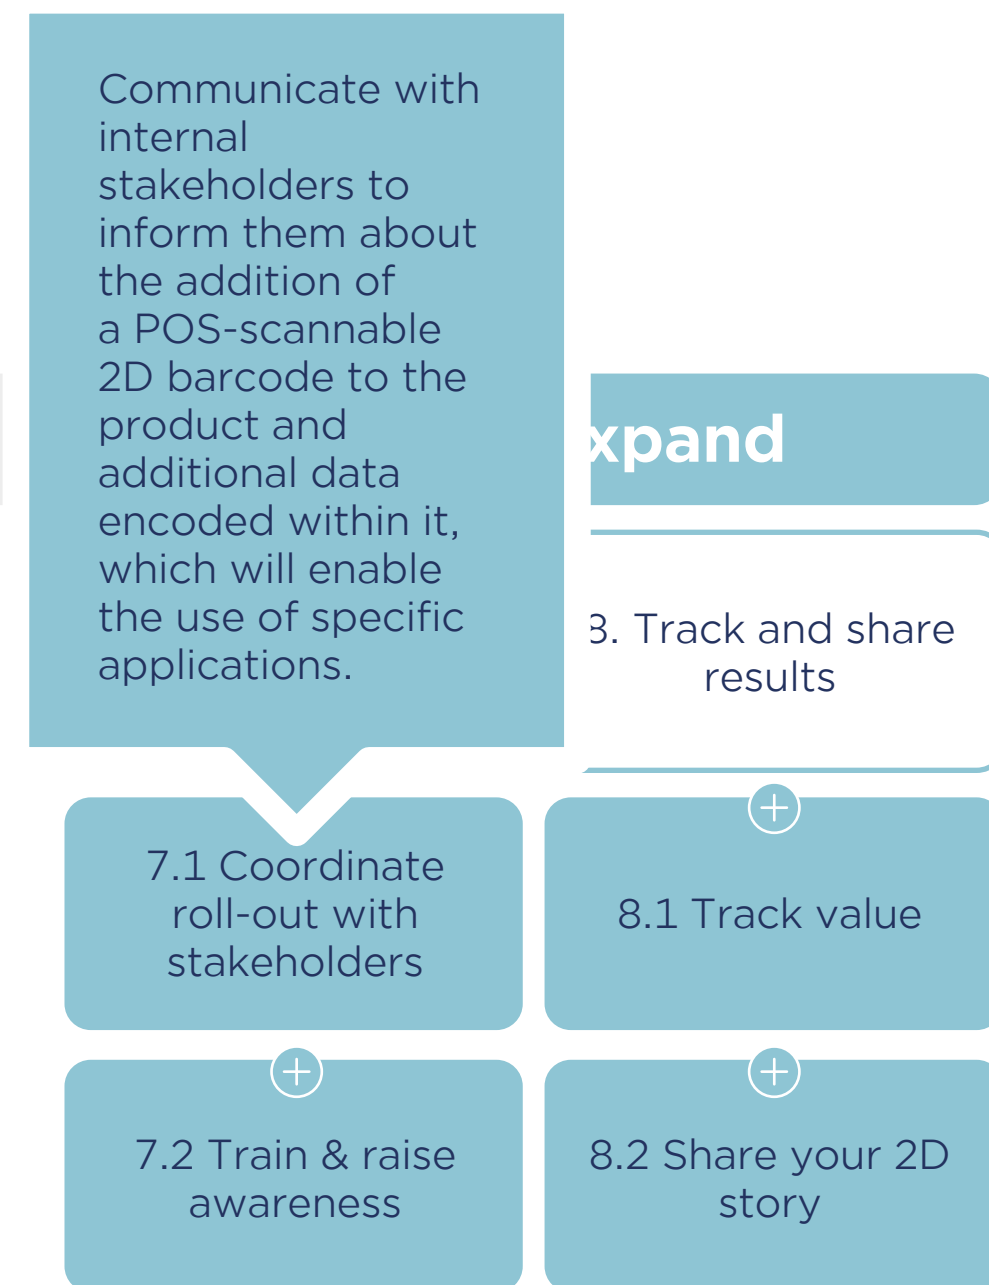 Communicate with
internal
stakeholders to
inform them about
the addition of
a POS-scannable
2D barcode to the
product and
additional data
encoded within it,
which will enable
the use of specific
applications.
xpand
8. Track and share
results
7.1 Coordinate
roll-out with
stakeholders
8.1 Track value
7.2 Train & raise
awareness
8.2 Share your 2D
story